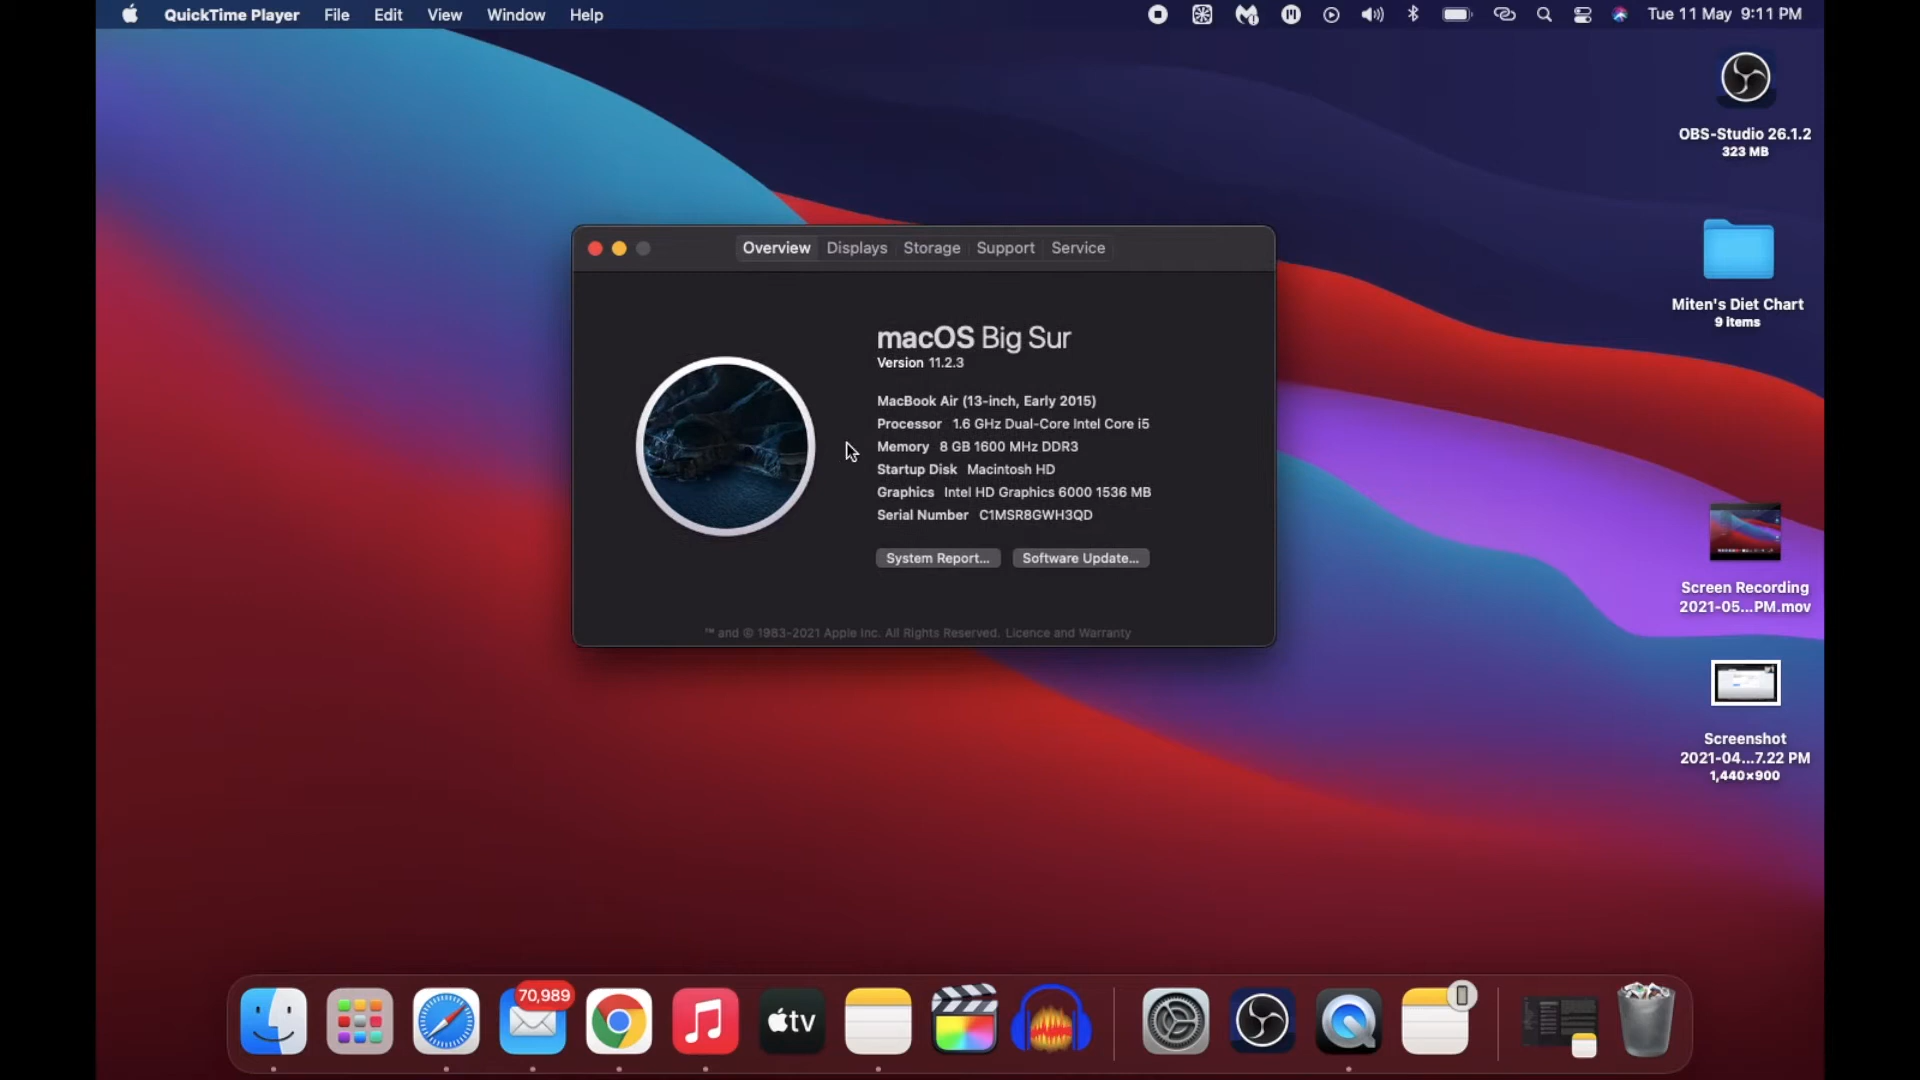 QuickTime Player File Edit View Window Help Tue 11 May 9:11 PM
OBS-Studio 26.1.2
323 MB
Miten's Diet Chart
9 items
Overview Displays Storage Support Service
macOS Big Sur
Version 11.2.3
MacBook Air (13-inch, Early 2015)
Processor 1.6 GHz Dual-Core Intel Core i5
Memory 8 GB 1600 MHz DDR3
Startup Disk Macintosh HD
Graphics Intel HD Graphics 6000 1536 MB
Serial Number C1MSR8GWH3QD
System Report... Software Update...
™ and © 1983-2021 Apple Inc. All Rights Reserved. Licence and Warranty
Screen Recording
2021-05...PM.mov
Screenshot
2021-04...7.22 PM
1,440×900
70,989
tv